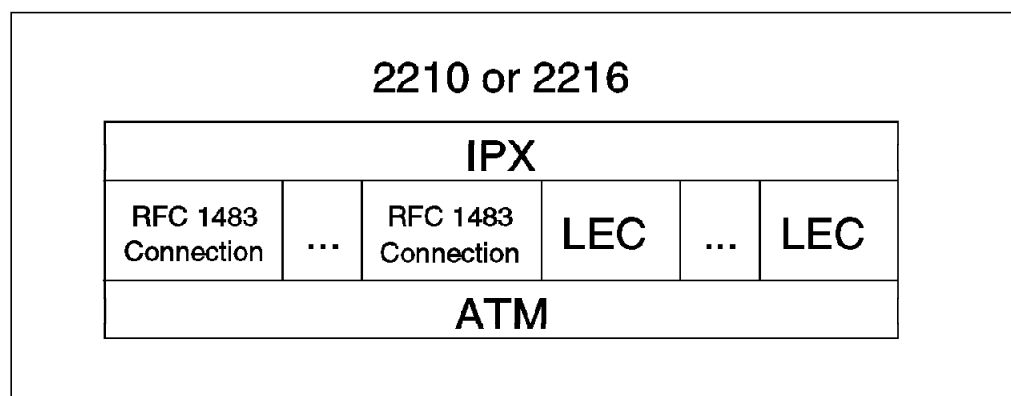 2210 or 2216
IPX
RFC 1483
Connection
...
RFC 1483
Connection
LEC
...
LEC
ATM